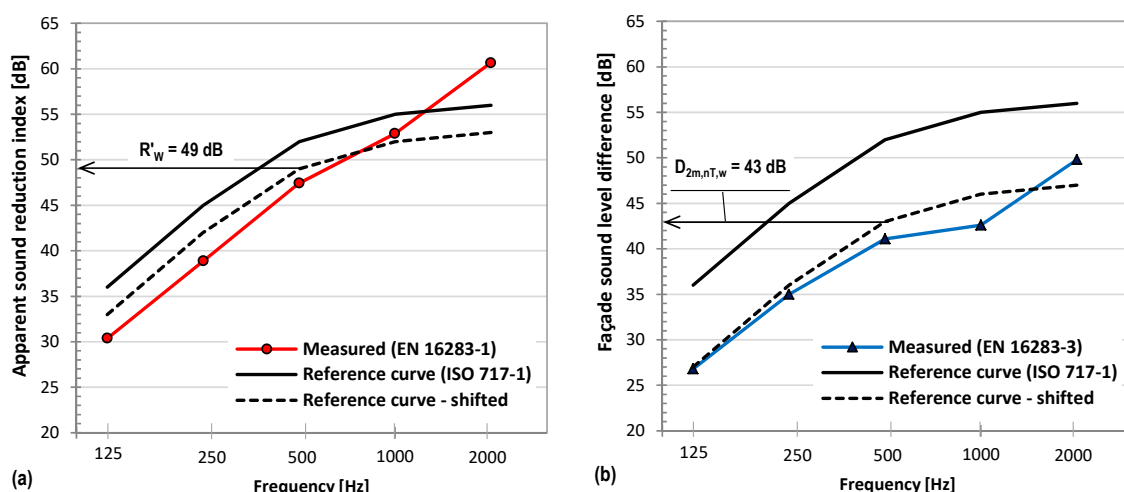 Apparent sound reduction index [dB]
65
60
55
50
45
40
35
30
25
20
R'W = 49 dB
Measured (EN 16283-1)
Reference curve (ISO 717-1)
Reference curve - shifted
125
250
500
1000
2000
Frequency [Hz]
(a)
Façade sound level difference [dB]
65
60
55
50
45
40
35
30
25
20
D2m,nT,w = 43 dB
Measured (EN 16283-3)
Reference curve (ISO 717-1)
Reference curve - shifted
125
250
500
1000
2000
Frequency [Hz]
(b)